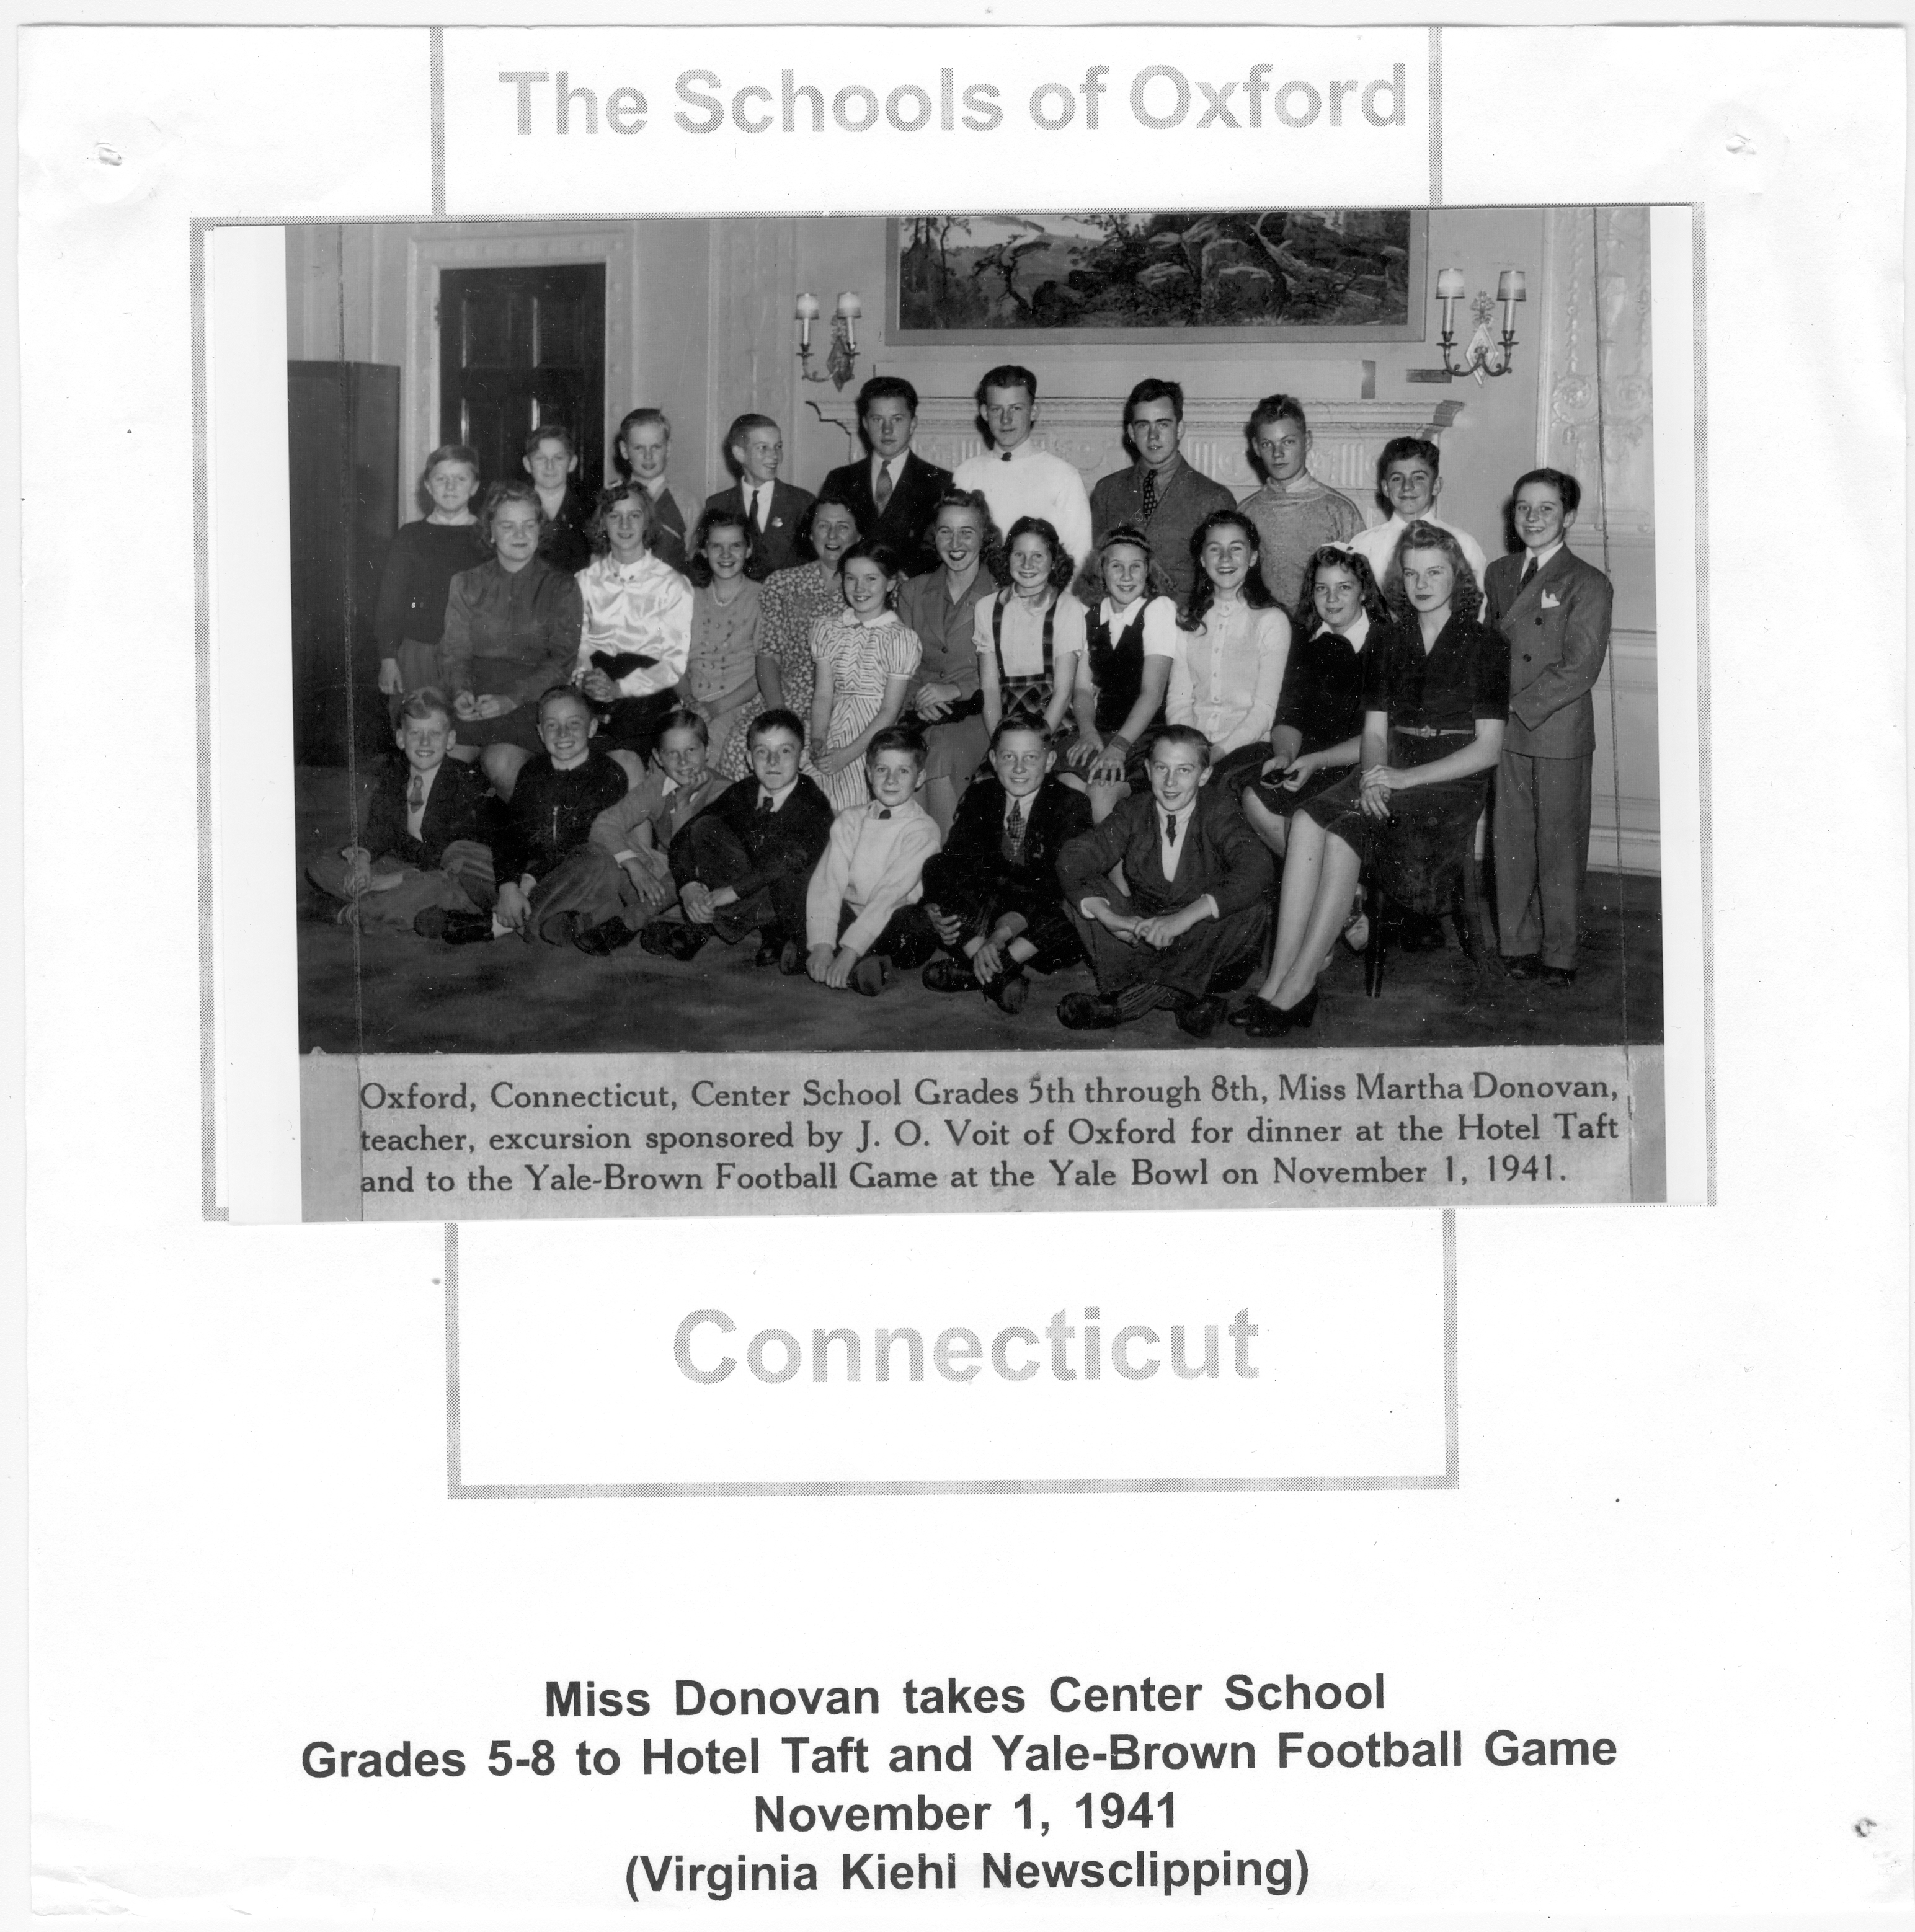 The Schools of Oxford
Oxford, Connecticut, Center School Grades 5th through 8th, Miss Martha Donovan,
teacher, excursion sponsored by J. O. Voit of Oxford for dinner at the Hotel Taft
and to the Yale-Brown Football Game at the Yale Bowl on November 1, 1941.
Connecticut
Miss Donovan takes Center School
Grades 5-8 to Hotel Taft and Yale-Brown Football Game
November 1, 1941
(Virginia Kiehl Newsclipping)